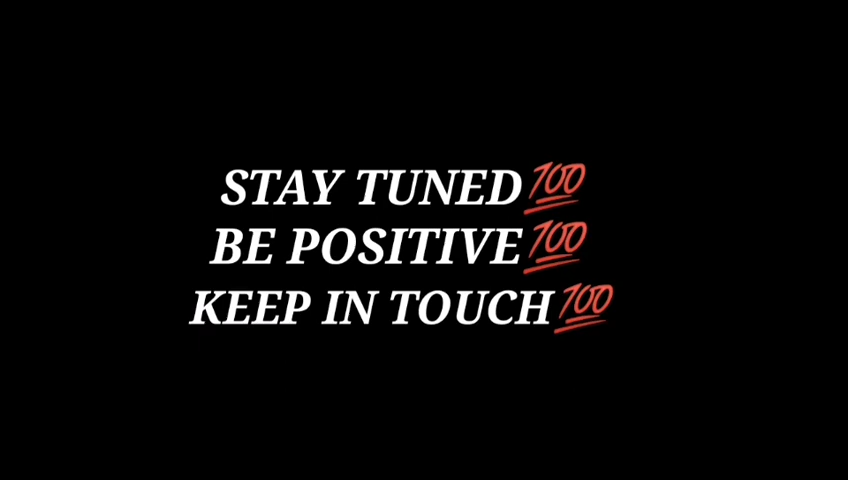 STAY TUNED💯
BE POSITIVE💯
KEEP IN TOUCH💯